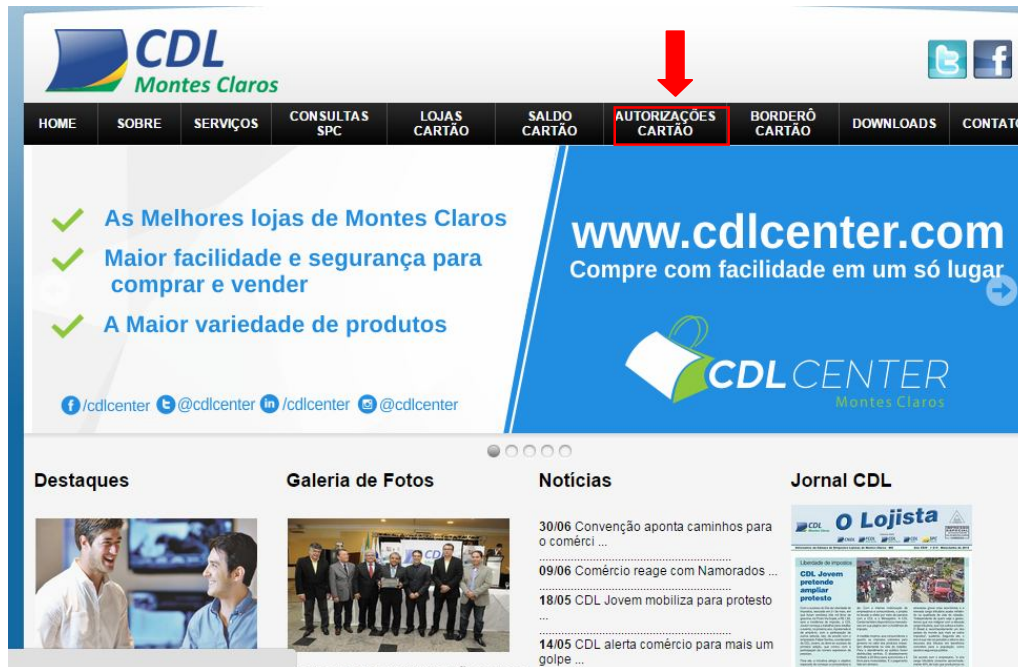 CDL
Montes Claros
HOME
SOBRE
SERVIÇOS
CONSULTAS
SPC
LOJAS
CARTÃO
SALDO
CARTÃO
AUTORIZAÇÕES
CARTÃO
BORDERÔ
CARTÃO
DOWNLOADS
CONTATO
As Melhores lojas de Montes Claros
Maior facilidade e segurança para
comprar e vender
A Maior variedade de produtos
/cdlcenter @cdlcenter /cdlcenter @cdlcenter
www.cdlcenter.com
Compre com facilidade em um só lugar
CDL CENTER
Montes Claros
Destaques
Galeria de Fotos
Notícias
30/06 Convenção aponta caminhos para
o comérci ...
09/06 Comércio reage com Namorados ...
18/05 CDL Jovem mobiliza para protesto
...
14/05 CDL alerta comércio para mais um
golpe ...
Jornal CDL
CDL
O Lojista
Liberdade de impostos
CDL Jovem
pretende
ampliar
protesto